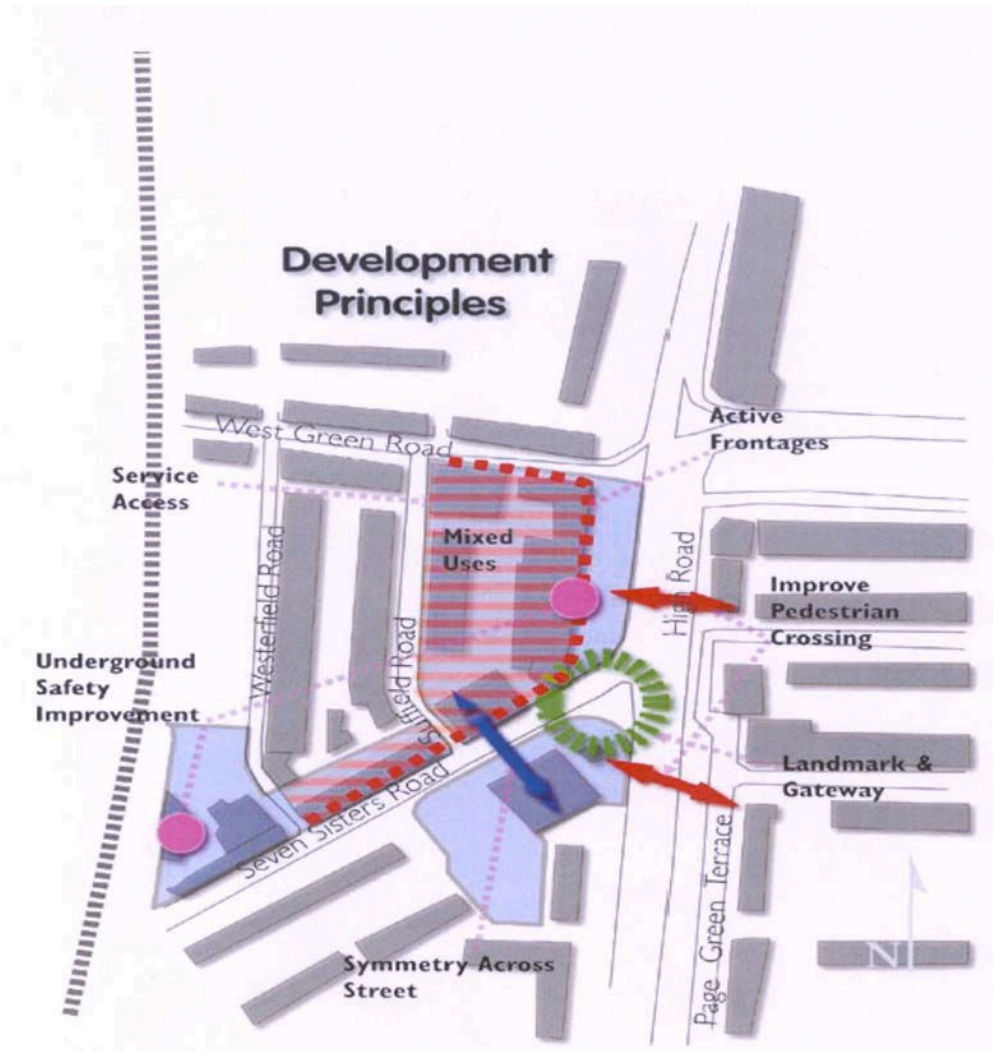 Development
Principles
Active
Frontages
West Green Road
Service
Access
Mixed
Uses
High Road
Westerfield Road
Improve
Pedestrian
Crossing
Suffield Road
Underground
Safety
Improvement
Landmark &
Gateway
Seven Sisters Road
Page Green Terrace
N
Symmetry Across
Street